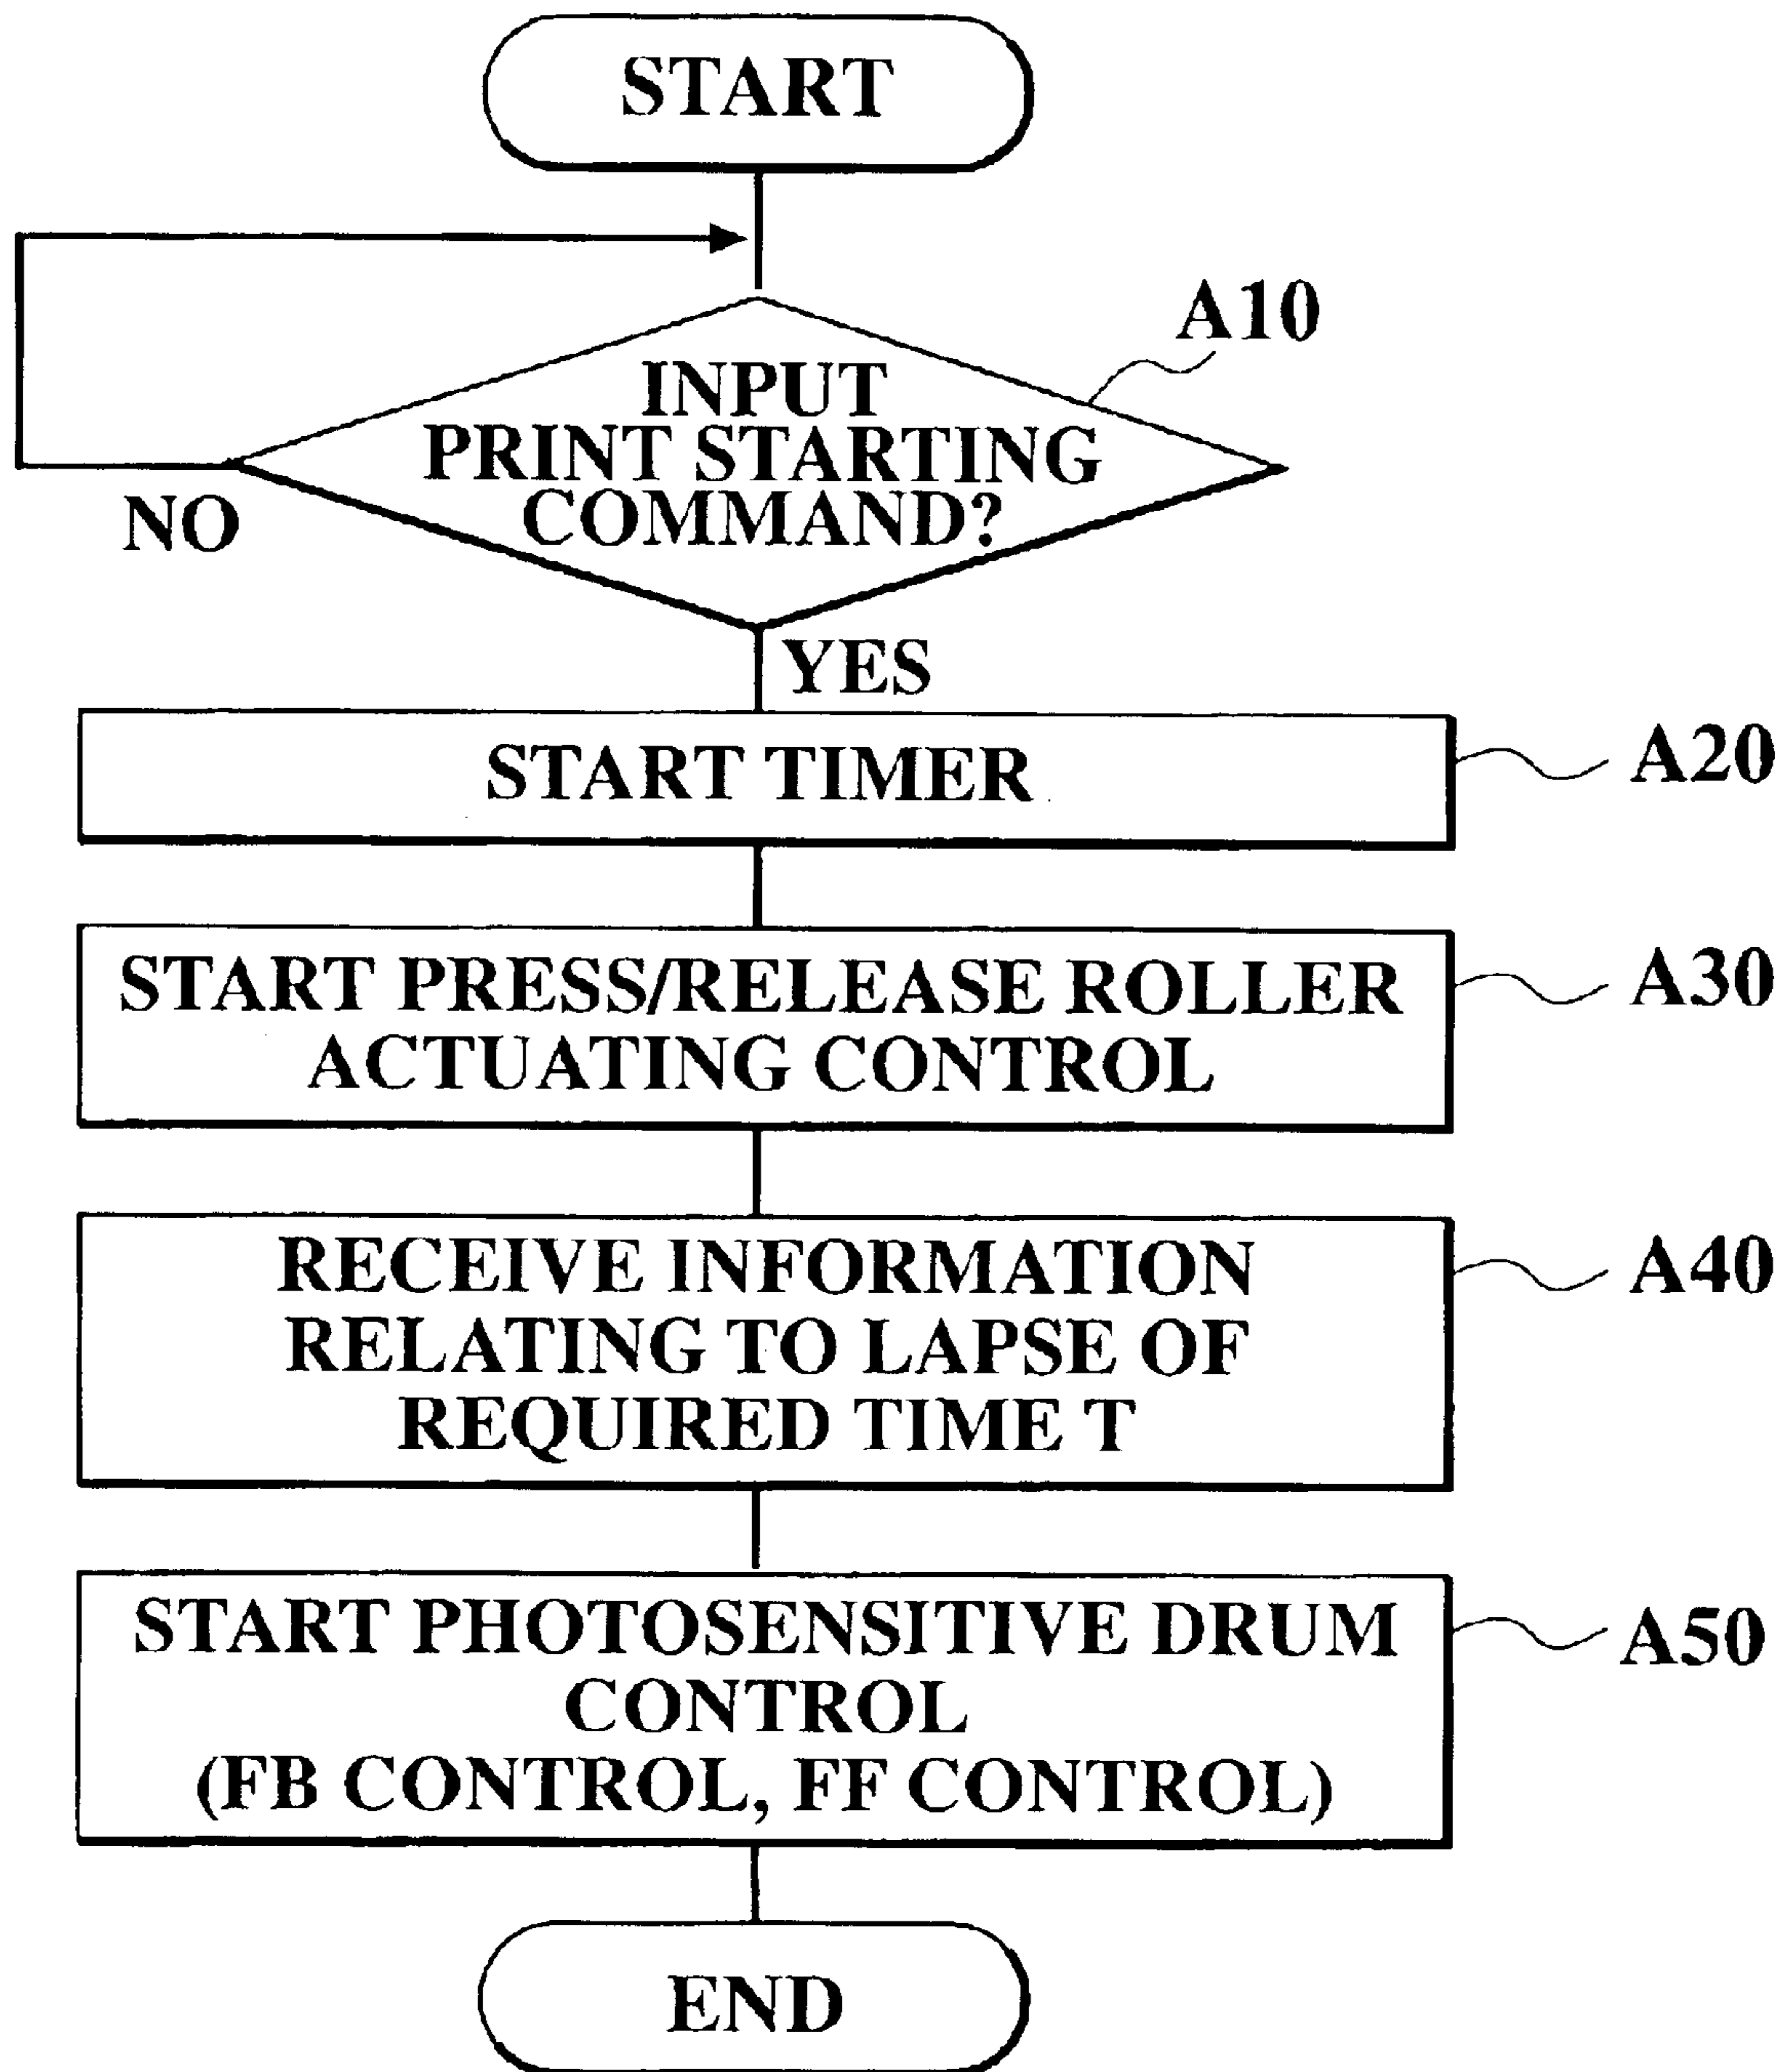 START
A10
INPUT
PRINT STARTING
COMMAND?
NO
YES
START TIMER
A20
START PRESS/RELEASE ROLLER
ACTUATING CONTROL
A30
RECEIVE INFORMATION
RELATING TO LAPSE OF
REQUIRED TIME T
A40
START PHOTOSENSITIVE DRUM
CONTROL
(FB CONTROL, FF CONTROL)
A50
END